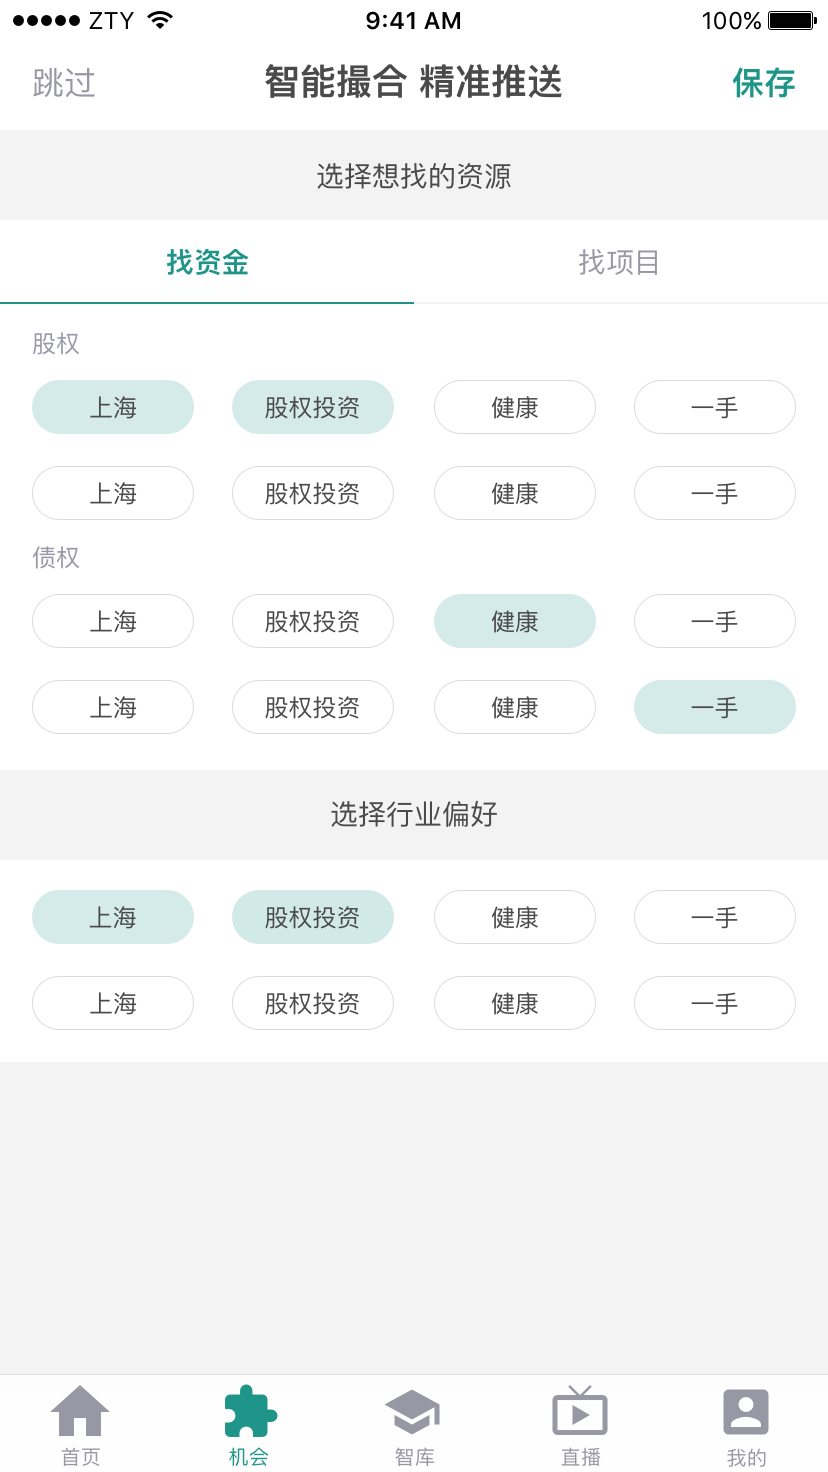 ZTY 9:41 AM 100%
跳过 智能撮合 精准推送 保存
选择想找的资源
找资金 找项目
股权
上海 股权投资 健康 一手
上海 股权投资 健康 一手
债权
上海 股权投资 健康 一手
上海 股权投资 健康 一手
选择行业偏好
上海 股权投资 健康 一手
上海 股权投资 健康 一手
首页 机会 智库 直播 我的